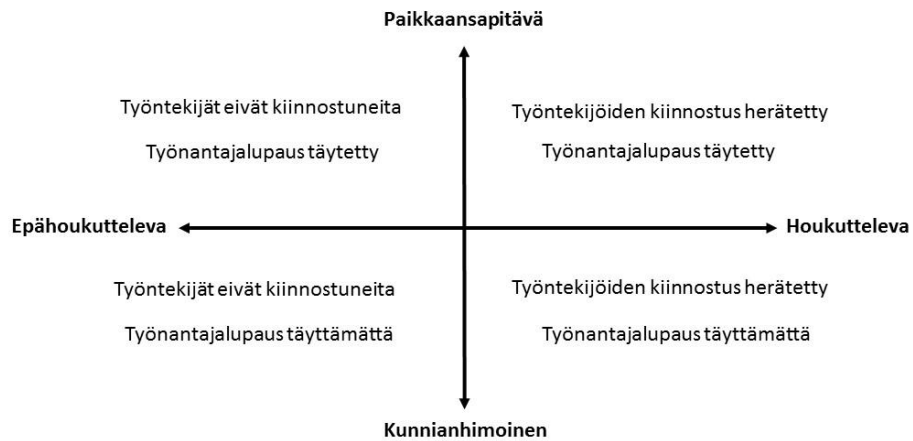 Paikkaansapitävä
Työntekijät eivät kiinnostuneita
Työntekijöiden kiinnostus herätetty
Työnantajalupaus täytetty
Työnantajalupaus täytetty
Epähoukutteleva
Houkutteleva
Työntekijät eivät kiinnostuneita
Työntekijöiden kiinnostus herätetty
Työnantajalupaus täyttämättä
Työnantajalupaus täyttämättä
Kunnianhimoinen